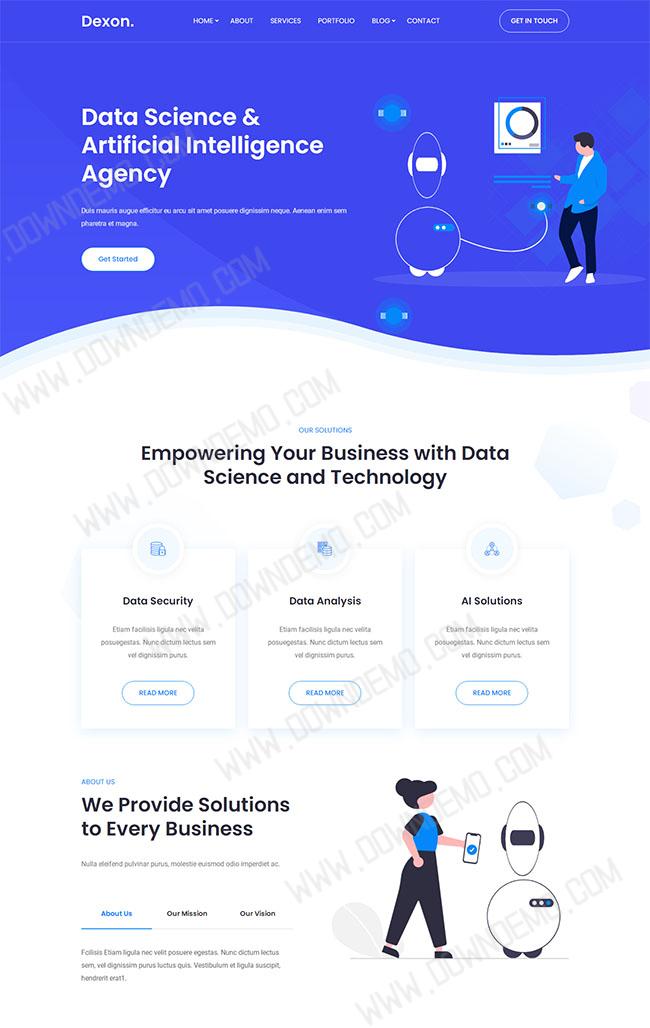 Dexon.
HOME
ABOUT
SERVICES
PORTFOLIO
BLOG
CONTACT
GET IN TOUCH
Data Science &
Artificial Intelligence
Agency
Duis mauris augue efficitur eu arcu sit amet posuere dignissim neque. Aenean enim sem
pharetra et magna.
Get Started
OUR SOLUTIONS
Empowering Your Business with Data
Science and Technology
Data Security
Etiam facilisis ligula nec velita
posuegestas. Nunc dictum lectus sem
vel dignissim purus.
READ MORE
Data Analysis
Etiam facilisis ligula nec velita
posuegestas. Nunc dictum lectus sem
vel dignissim purus.
READ MORE
AI Solutions
Etiam facilisis ligula nec velita
posuegestas. Nunc dictum lectus sem
vel dignissim purus.
READ MORE
ABOUT US
We Provide Solutions
to Every Business
Nulla eleifend pulvinar purus, molestie euismod odio imperdiet ac.
About Us
Our Mission
Our Vision
Fcilisis Etiam ligula nec velit posuere egestas. Nunc dictum lectus
sem, vel dignissim purus luctus quis. Vestibulum et ligula suscipit,
hendrerit erat1.
WWW.DOWNDEMO.COM
WWW.DOWNDEMO.COM
WWW.DOWNDEMO.COM
WWW.DOWNDEMO.COM
WWW.DOWNDEMO.COM
WWW.DOWNDEMO.COM
WWW.DOWNDEMO.COM
WWW.DOWNDEMO.COM